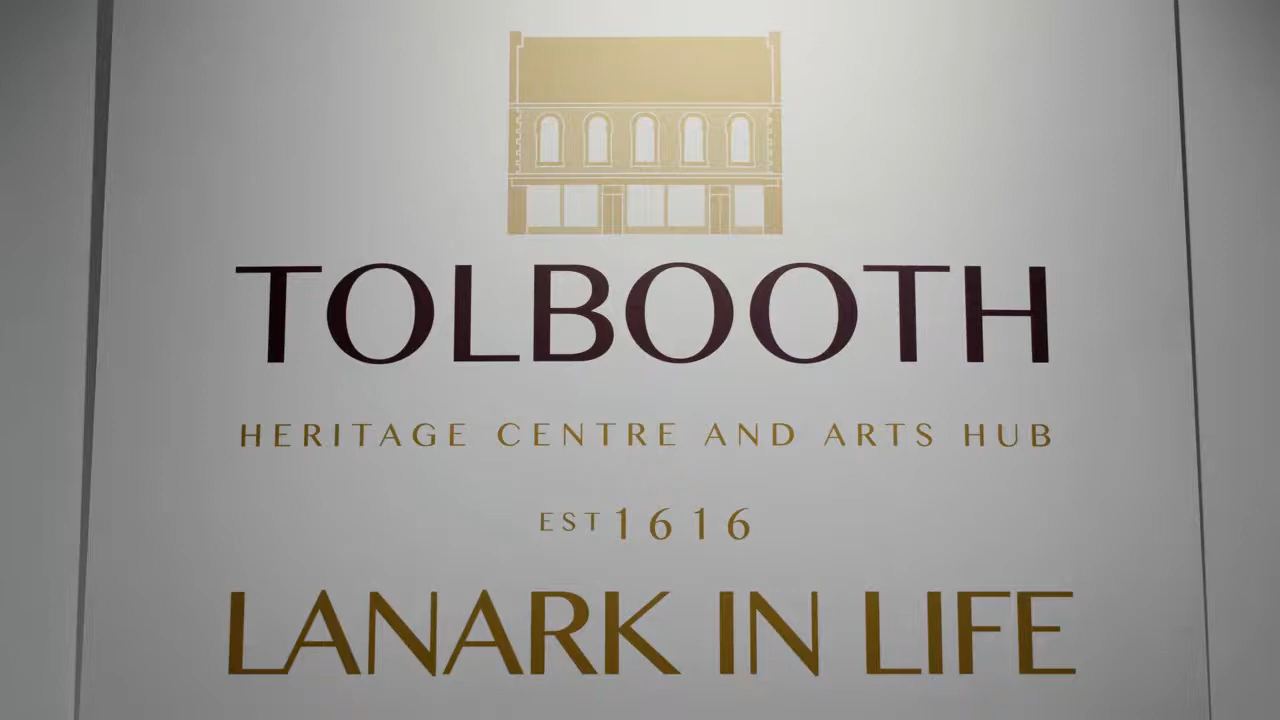 TOLBOOTH
HERITAGE CENTRE AND ARTS HUB
EST 1616
LANARK IN LIFE